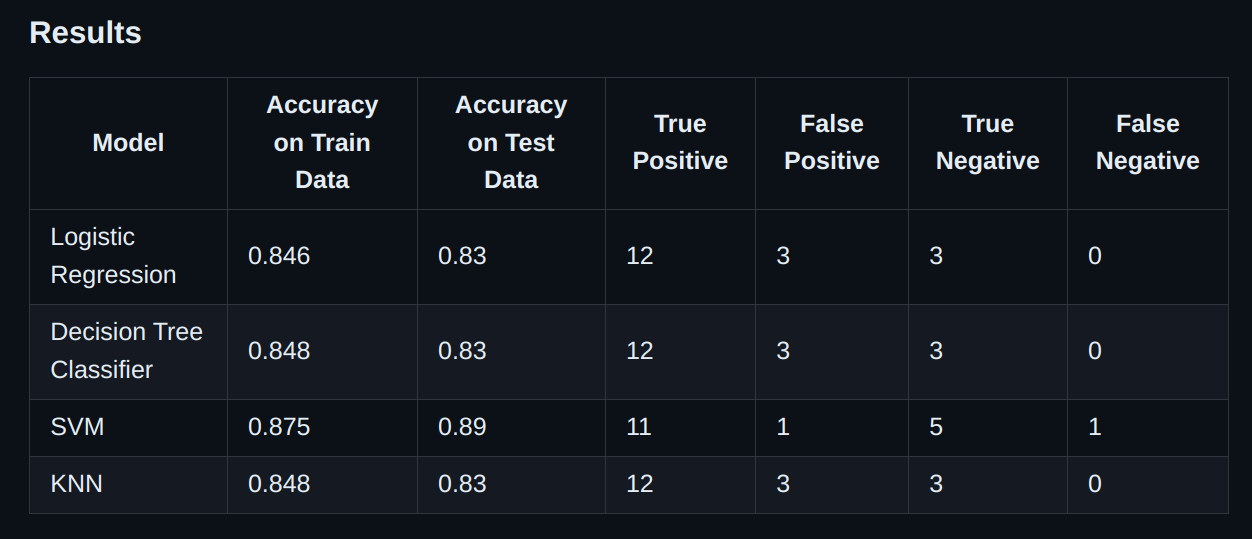 Results
Model
Accuracy
on Train
Data
Accuracy
on Test
Data
True
Positive
False
Positive
True
Negative
False
Negative
Logistic
Regression
0.846
0.83
12
3
3
0
Decision Tree
Classifier
0.848
0.83
12
3
3
0
SVM
0.875
0.89
11
1
5
1
KNN
0.848
0.83
12
3
3
0